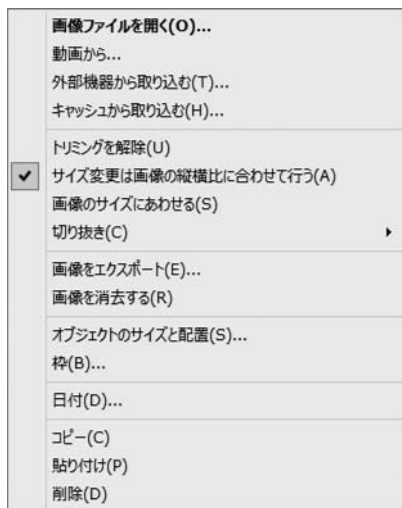 画像ファイルを開く(O)...
動画から...
外部機器から取り込む(T)...
キャッシュから取り込む(H)...
トリミングを解除(U)
サイズ変更は画像の縦横比に合わせて行う(A)
画像のサイズにあわせる(S)
切り抜き(C)
画像をエクスポート(E)...
画像を消去する(R)
オブジェクトのサイズと配置(S)...
枠(B)...
日付(D)...
コピー(C)
貼り付け(P)
削除(D)